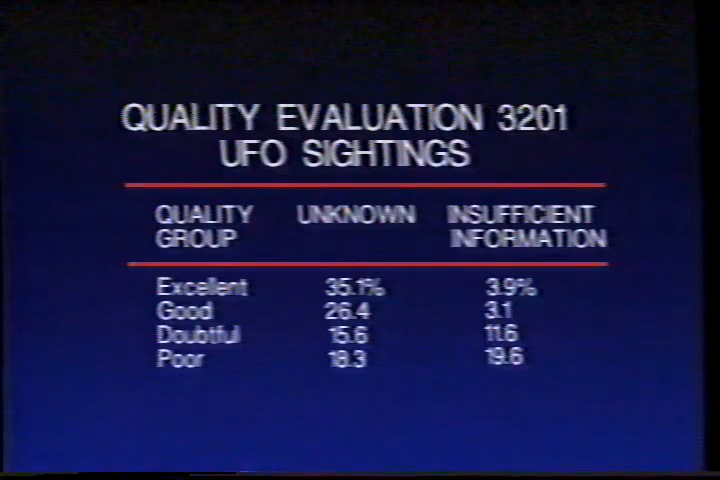 QUALITY EVALUATION 3201
UFO SIGHTINGS
QUALITY GROUP UNKNOWN INSUFFICIENT INFORMATION
Excellent 35.1% 3.9%
Good 26.4 3.1
Doubtful 15.6 11.6
Poor 18.3 19.6